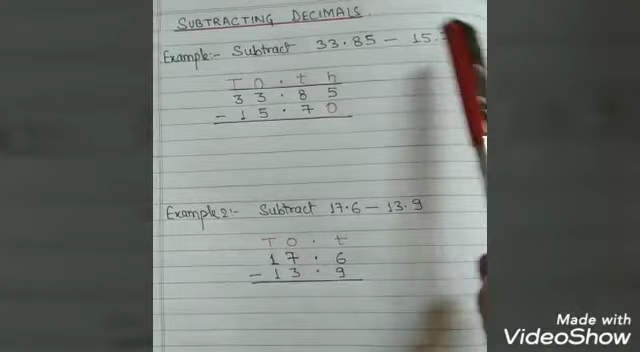 SUBTRACTING DECIMALS
Example:- Subtract 33.85 - 15.
T O . t h
3 3 . 8 5
- 1 5 . 7 0
Example 2:- Subtract 17.6 - 13.9
T O . t
1 7 . 6
- 1 3 . 9
Made with
VideoShow